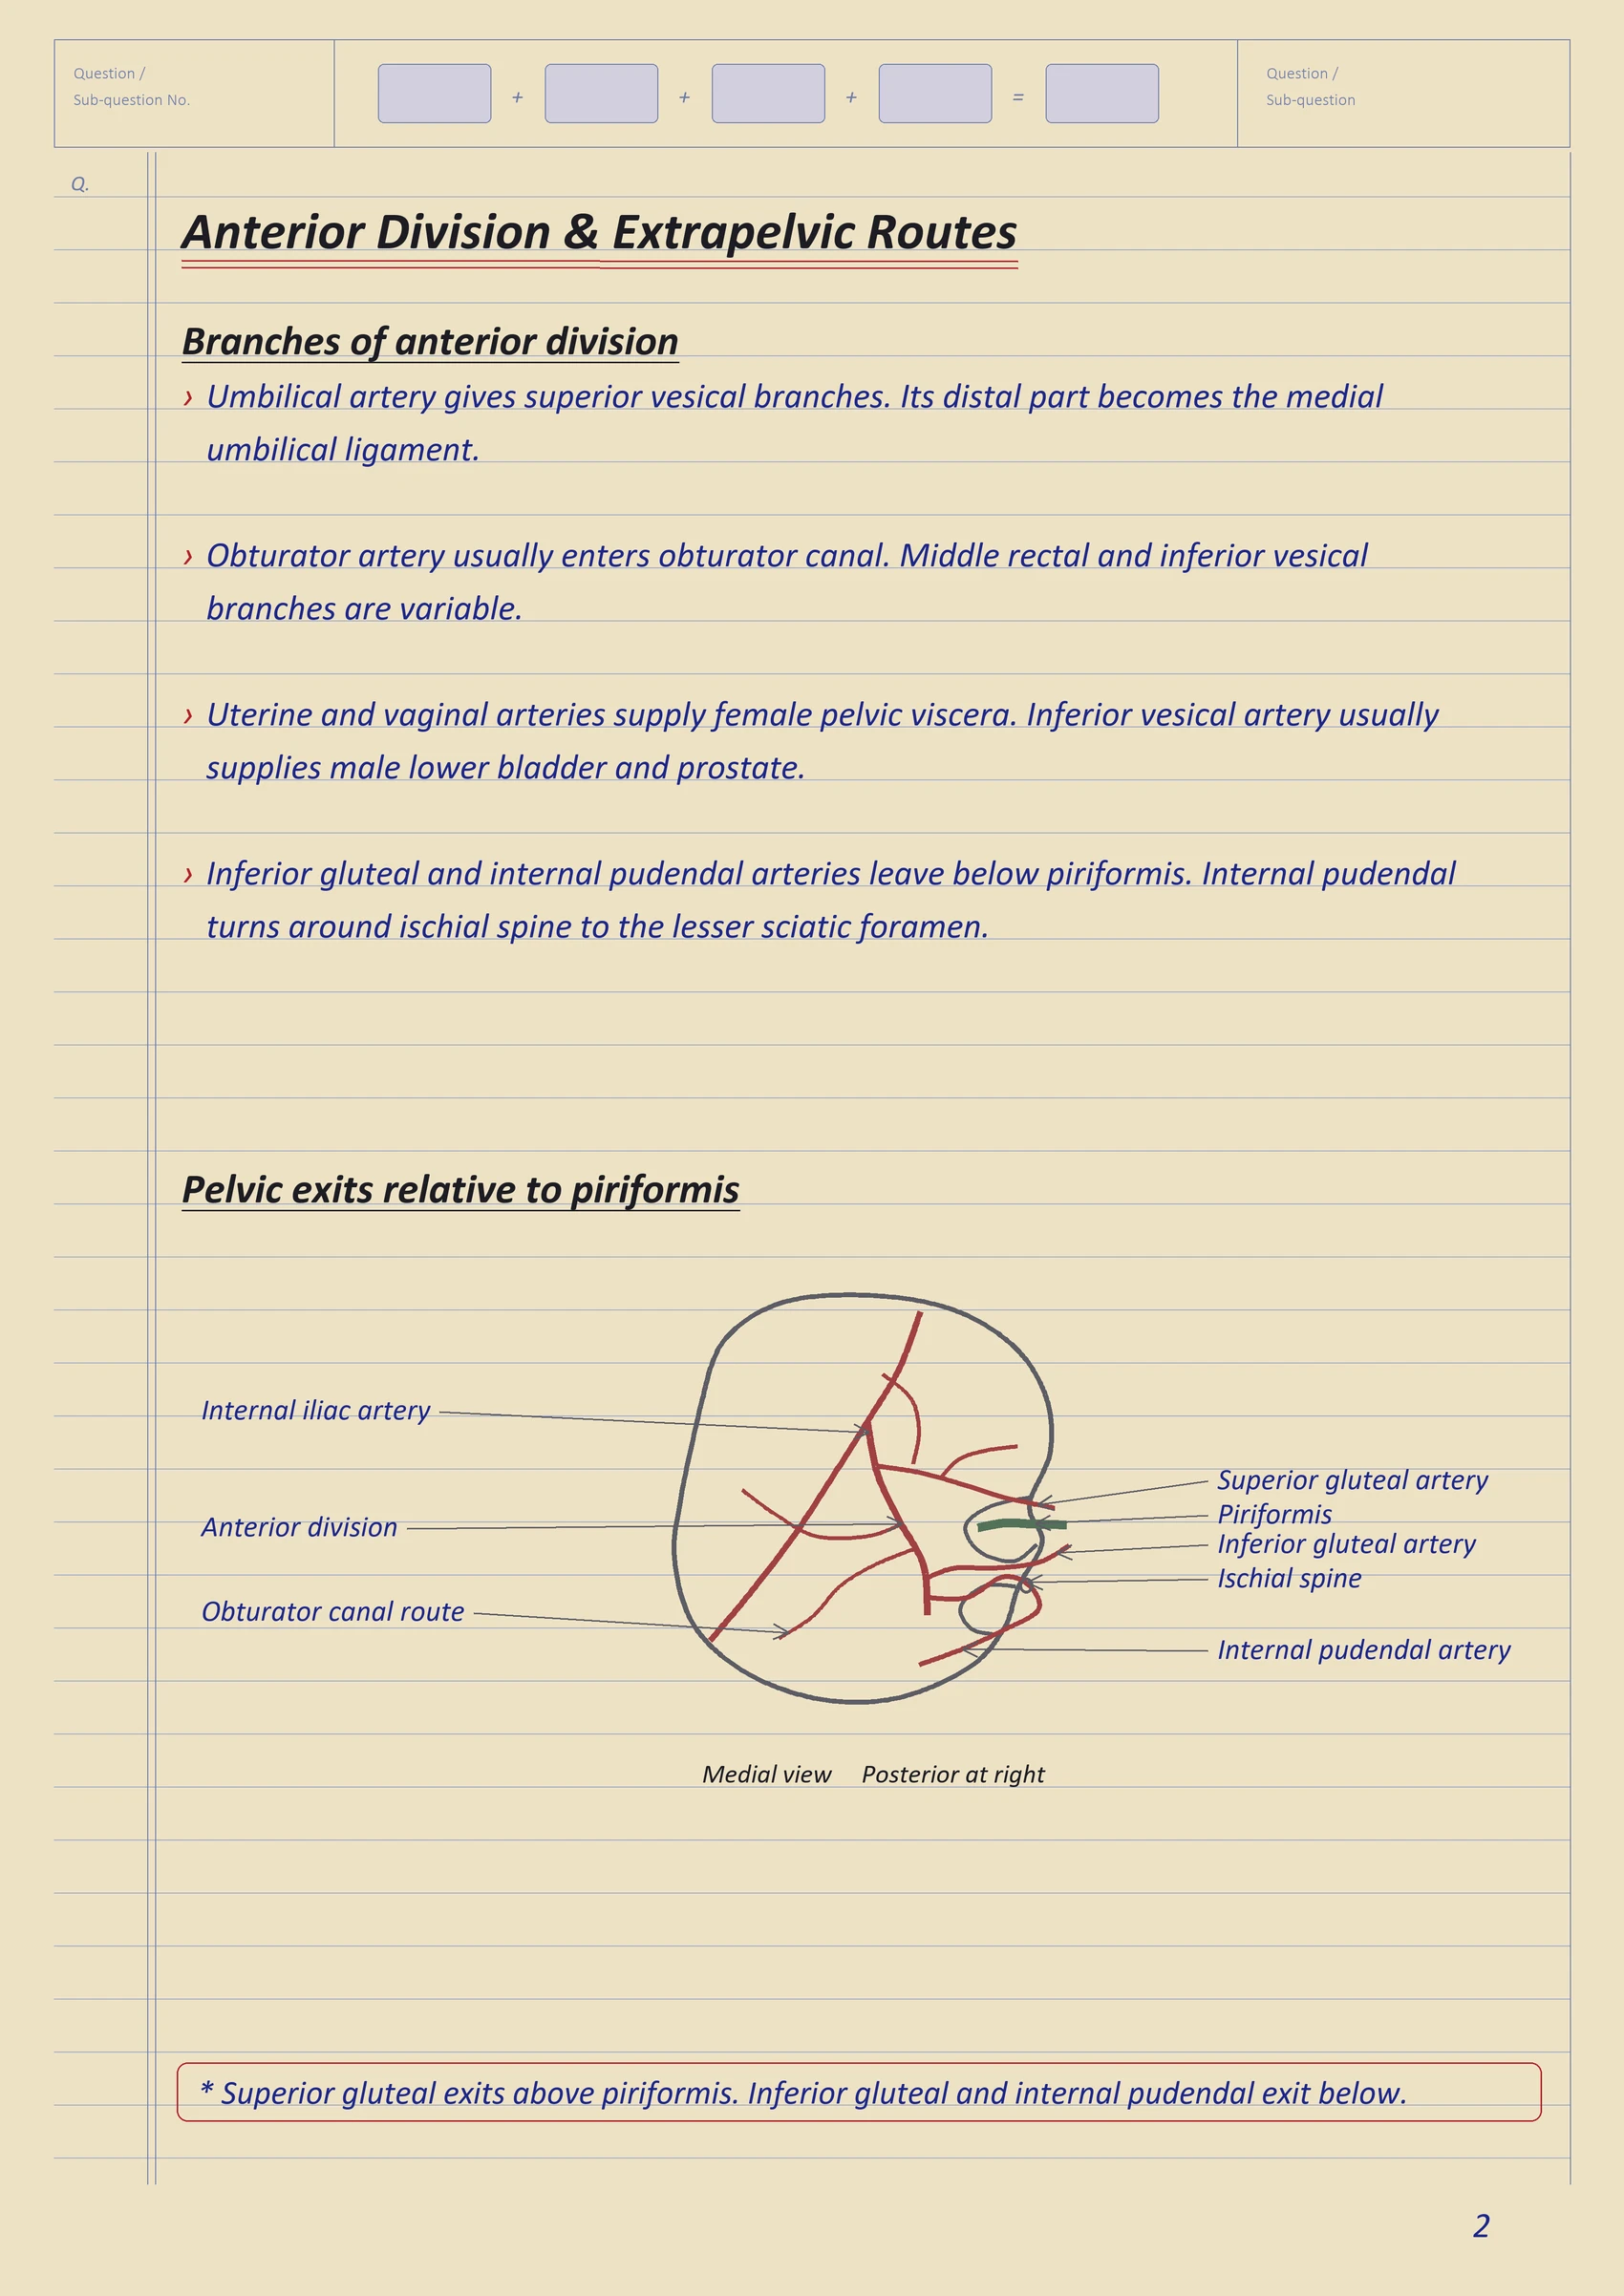 Question /
Sub-question No.
+ + + =
Question /
Sub-question
Q.
Anterior Division & Extrapelvic Routes
Branches of anterior division
› Umbilical artery gives superior vesical branches. Its distal part becomes the medial
umbilical ligament.
› Obturator artery usually enters obturator canal. Middle rectal and inferior vesical
branches are variable.
› Uterine and vaginal arteries supply female pelvic viscera. Inferior vesical artery usually
supplies male lower bladder and prostate.
› Inferior gluteal and internal pudendal arteries leave below piriformis. Internal pudendal
turns around ischial spine to the lesser sciatic foramen.
Pelvic exits relative to piriformis
Internal iliac artery
Anterior division
Obturator canal route
Superior gluteal artery
Piriformis
Inferior gluteal artery
Ischial spine
Internal pudendal artery
Medial view Posterior at right
* Superior gluteal exits above piriformis. Inferior gluteal and internal pudendal exit below.
2